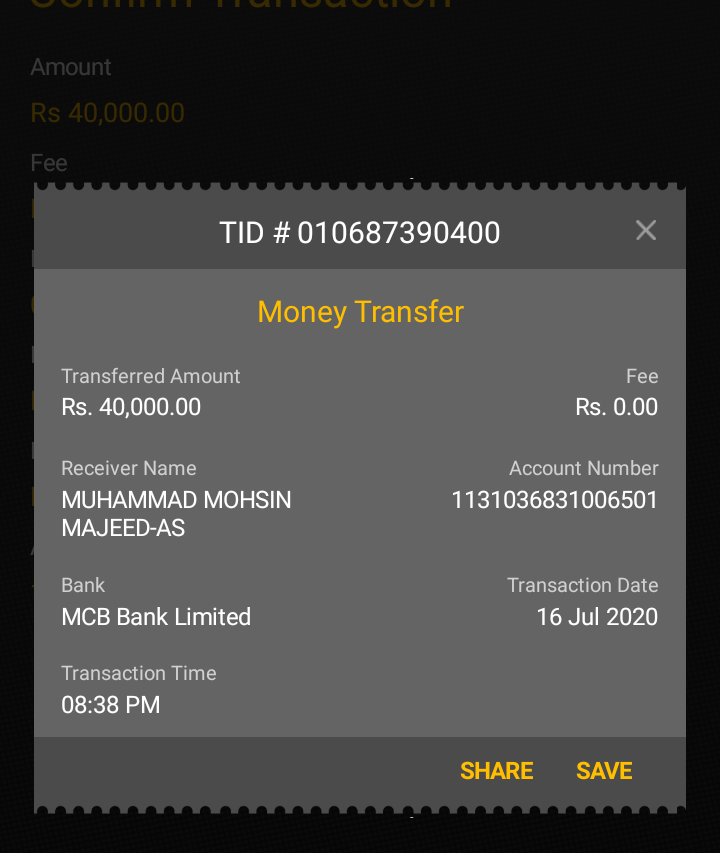 Confirm Transaction
Amount
Rs 40,000.00
Fee
TID # 010687390400
Money Transfer
Transferred Amount Fee
Rs. 40,000.00 Rs. 0.00
Receiver Name Account Number
MUHAMMAD MOHSIN 1131036831006501
MAJEED-AS
Bank Transaction Date
MCB Bank Limited 16 Jul 2020
Transaction Time
08:38 PM
SHARE SAVE